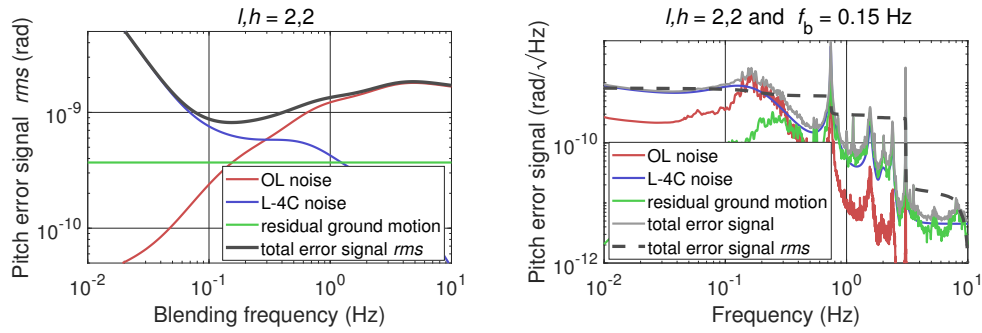 l,h = 2,2
Pitch error signal rms (rad)
10^-9
10^-10
OL noise
L-4C noise
residual ground motion
total error signal rms
10^-2
10^-1
10^0
10^1
Blending frequency (Hz)
l,h = 2,2 and f_b = 0.15 Hz
Pitch error signal (rad/√Hz)
10^-10
10^-12
OL noise
L-4C noise
residual ground motion
total error signal
total error signal rms
10^-2
10^-1
10^0
10^1
Frequency (Hz)